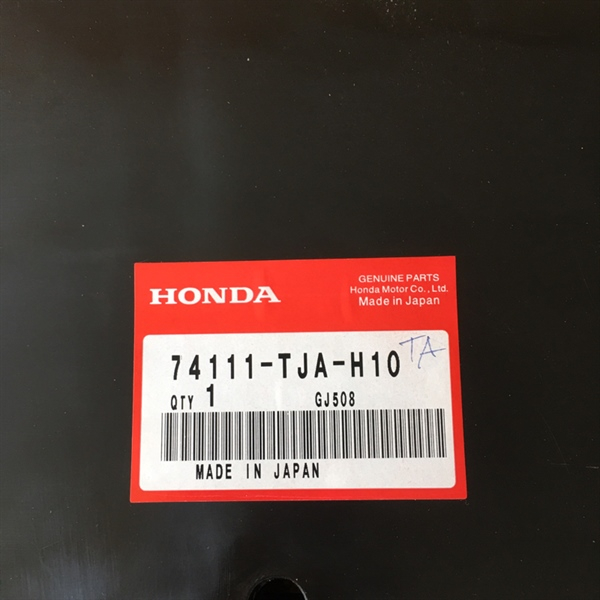 HONDA
GENUINE PARTS
Honda Motor Co., Ltd.
Made in Japan
74111-TJA-H10 TA
QTY 1 GJ508
MADE IN JAPAN